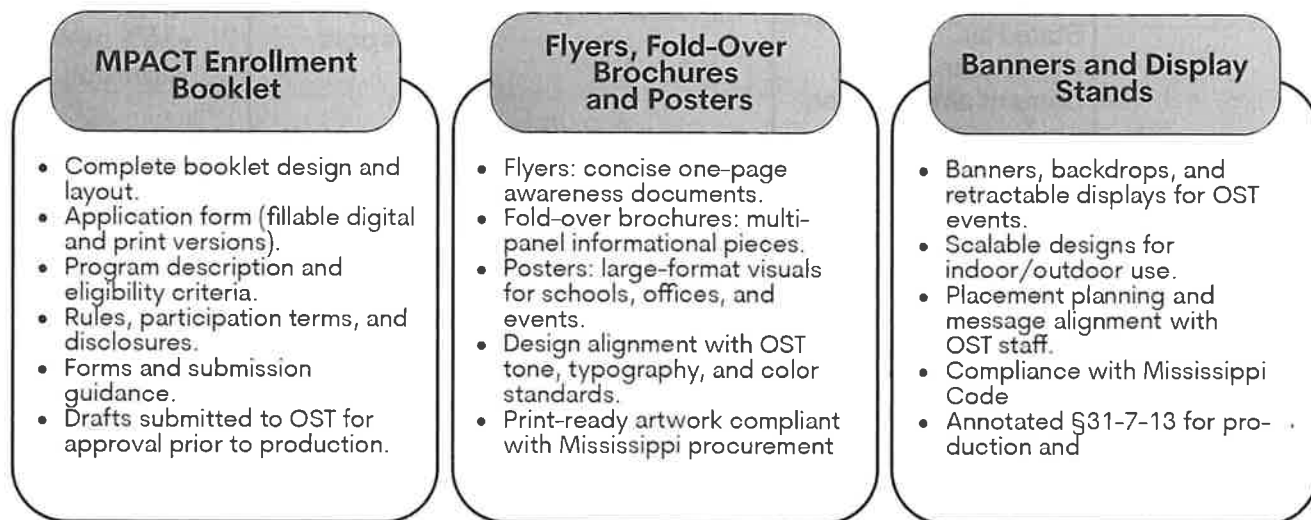 MPACT Enrollment
Booklet
• Complete booklet design and
layout.
• Application form (fillable digital
and print versions).
• Program description and
eligibility criteria.
• Rules, participation terms, and
disclosures.
• Forms and submission
guidance.
• Drafts submitted to OST for
approval prior to production.
Flyers, Fold-Over
Brochures
and Posters
• Flyers: concise one-page
awareness documents.
• Fold-over brochures: multi-
panel informational pieces.
• Posters: large-format visuals
for schools, offices, and
events.
• Design alignment with OST
tone, typography, and color
standards.
• Print-ready artwork compliant
with Mississippi procurement
Banners and Display
Stands
• Banners, backdrops, and
retractable displays for OST
events.
• Scalable designs for
indoor/outdoor use.
• Placement planning and
message alignment with
OST staff.
• Compliance with Mississippi
Code
• Annotated §31-7-13 for pro-
duction and